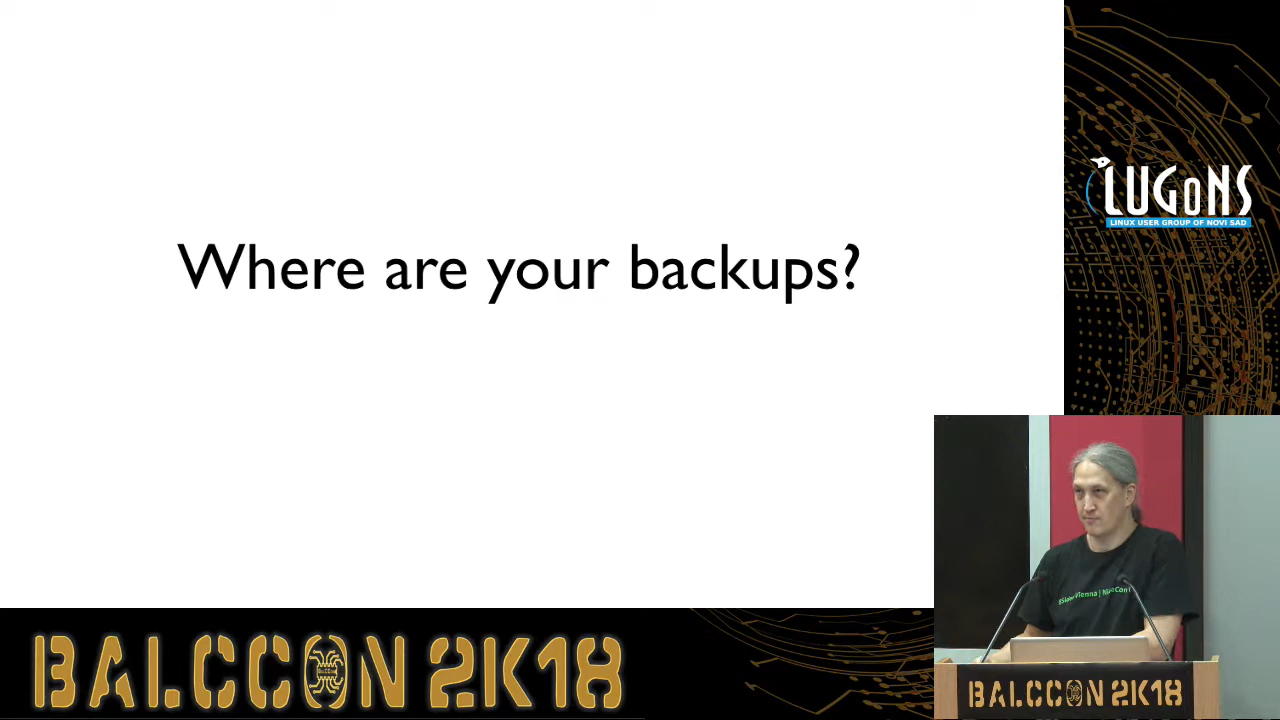 Where are your backups?
LUGoNS
LINUX USER GROUP OF NOVI SAD
BALCCON 2K18
BALCCON 2K18